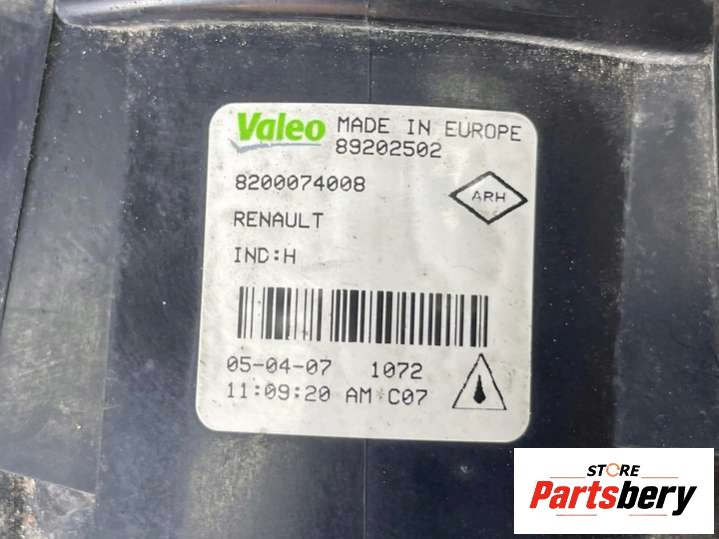 Valeo MADE IN EUROPE
89202502
8200074008
ARH
RENAULT
IND:H
05-04-07 1072
11:09:20 AM C07
STORE
Partsbery